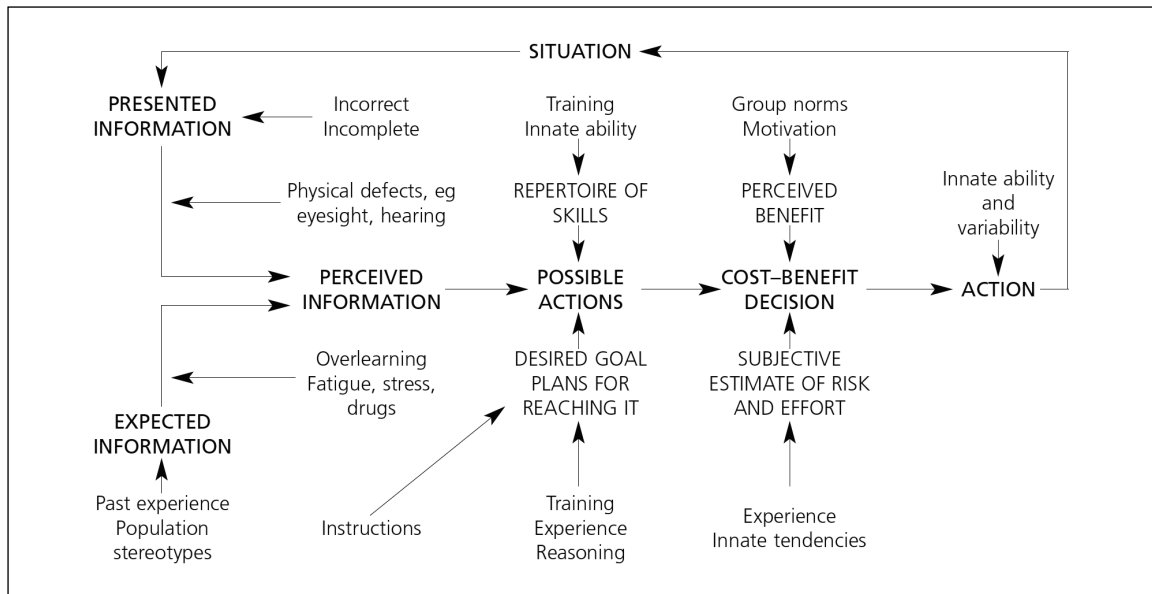 SITUATION
PRESENTED
INFORMATION
Incorrect
Incomplete
Training
Innate ability
Group norms
Motivation
Physical defects, eg
eyesight, hearing
REPERTOIRE OF
SKILLS
PERCEIVED
BENEFIT
Innate ability
and
variability
PERCEIVED
INFORMATION
POSSIBLE
ACTIONS
COST–BENEFIT
DECISION
ACTION
Overlearning
Fatigue, stress,
drugs
DESIRED GOAL
PLANS FOR
REACHING IT
SUBJECTIVE
ESTIMATE OF RISK
AND EFFORT
EXPECTED
INFORMATION
Past experience
Population
stereotypes
Instructions
Training
Experience
Reasoning
Experience
Innate tendencies